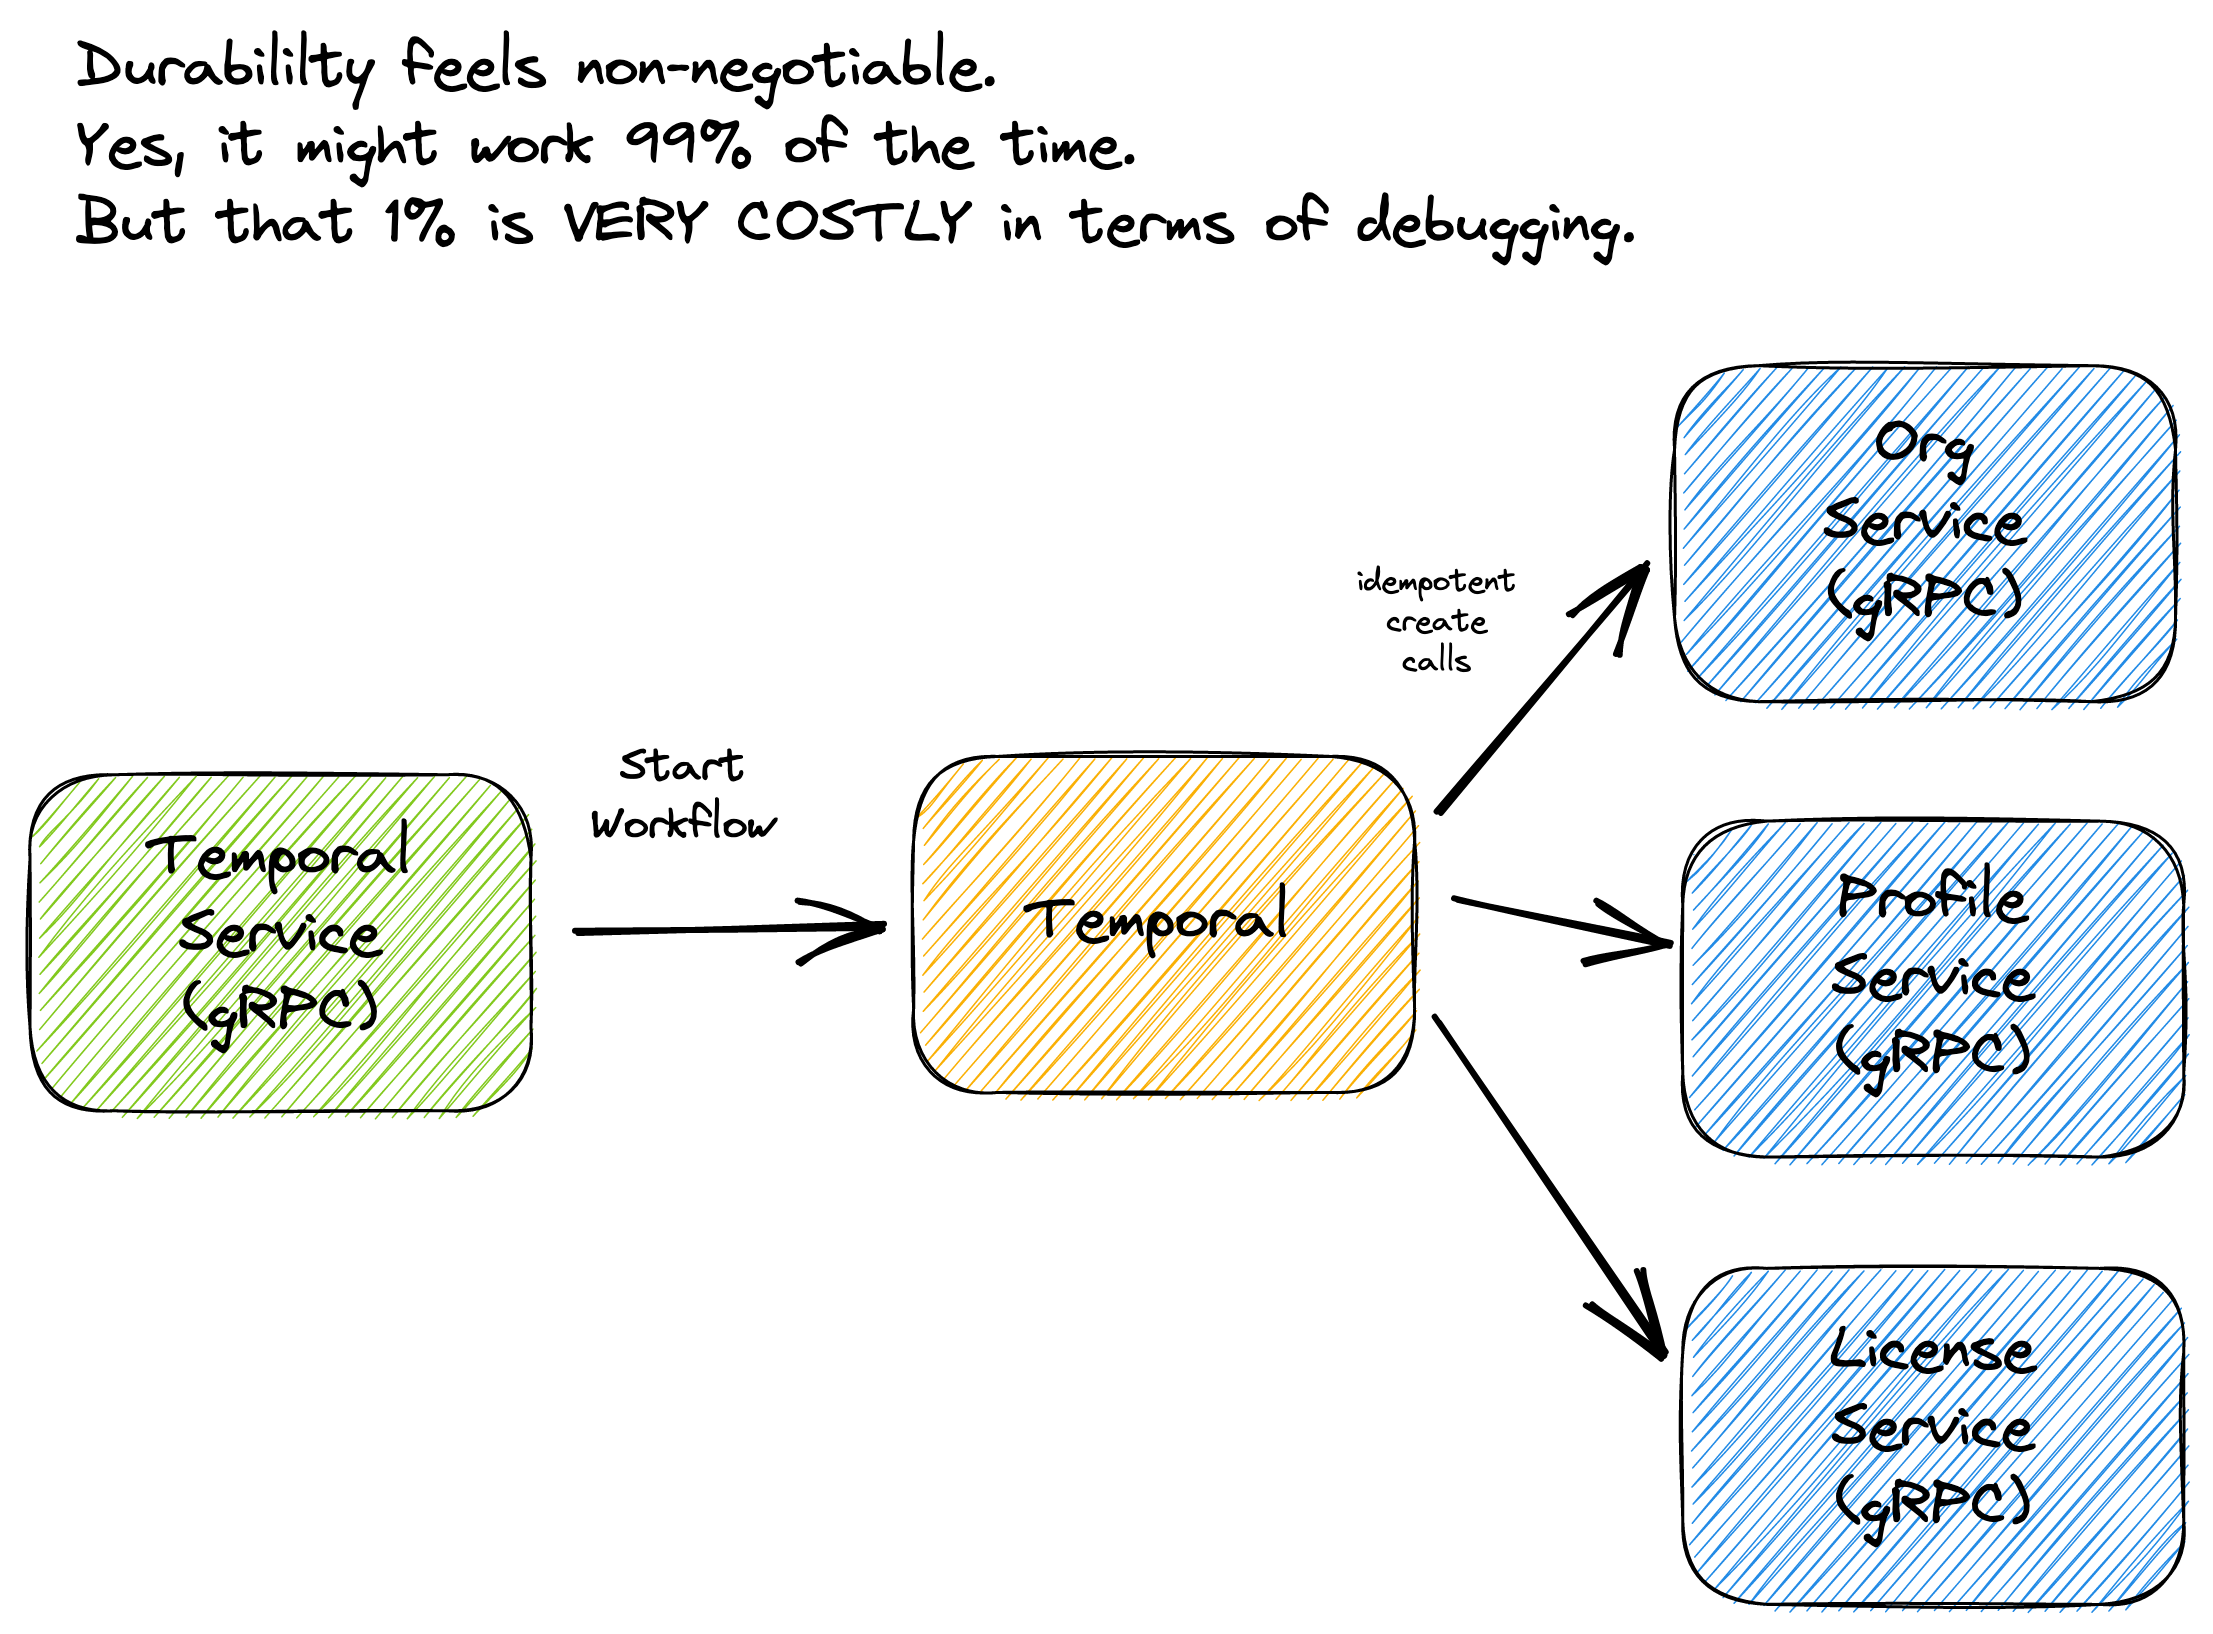 Durabililty feels non-negotiable.
Yes, it might work 99% of the time.
But that 1% is VERY COSTLY in terms of debugging.
Org
Service
(gRPC)
idempotent
create
calls
Start
Workflow
Temporal
Service
(gRPC)
Temporal
Profile
Service
(gRPC)
License
Service
(gRPC)